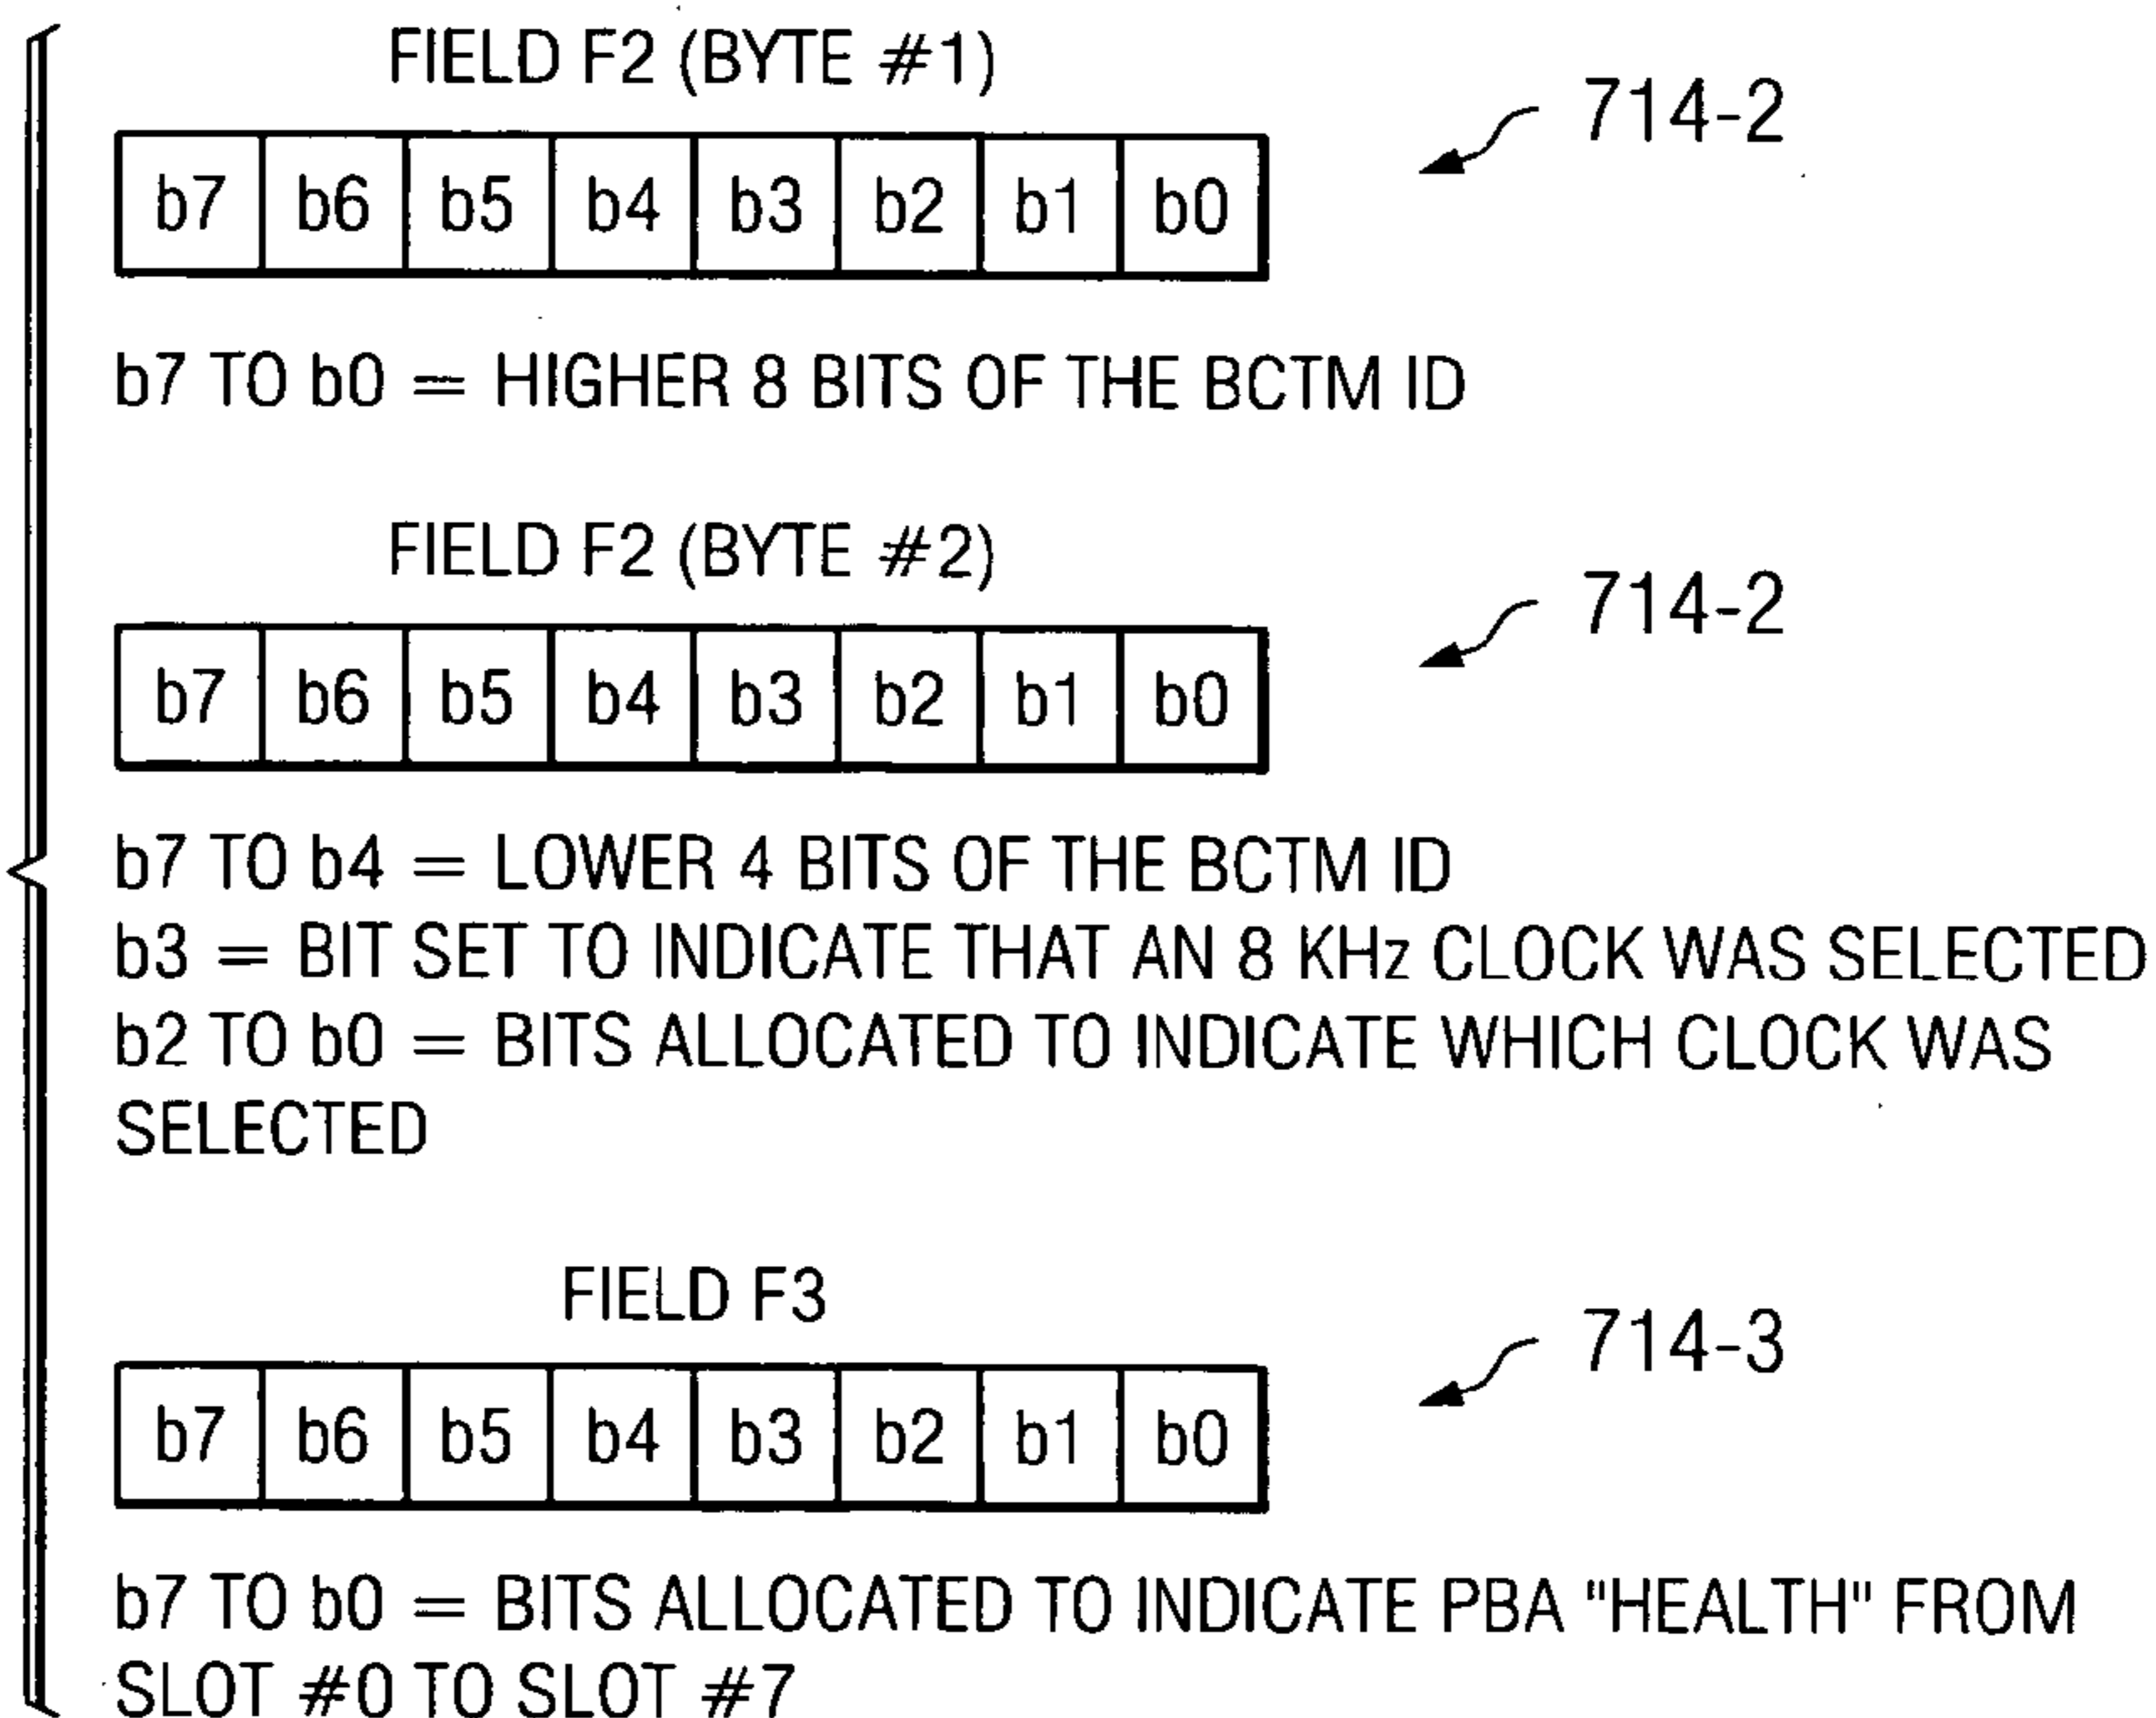 FIELD F2 (BYTE #1)
714-2
b7 b6 b5 b4 b3 b2 b1 b0
b7 TO b0 = HIGHER 8 BITS OF THE BCTM ID
FIELD F2 (BYTE #2)
714-2
b7 b6 b5 b4 b3 b2 b1 b0
b7 TO b4 = LOWER 4 BITS OF THE BCTM ID
b3 = BIT SET TO INDICATE THAT AN 8 KHz CLOCK WAS SELECTED
b2 TO b0 = BITS ALLOCATED TO INDICATE WHICH CLOCK WAS
SELECTED
FIELD F3
714-3
b7 b6 b5 b4 b3 b2 b1 b0
b7 TO b0 = BITS ALLOCATED TO INDICATE PBA "HEALTH" FROM
SLOT #0 TO SLOT #7